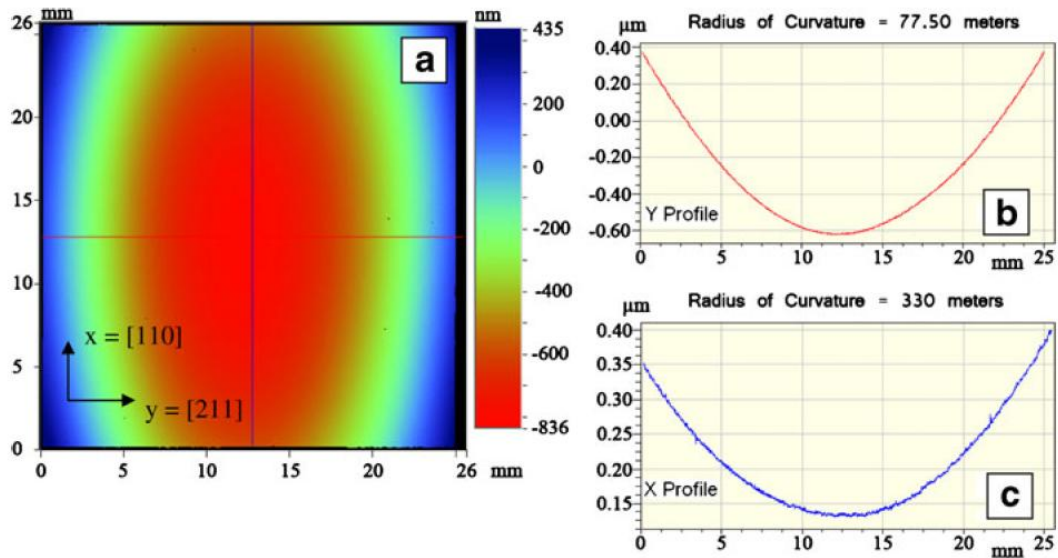 mm
26
20
15
10
5
0
0
5
10
15
20
26
mm
a
x = [110]
y = [211]
nm
435
200
0
-200
-400
-600
-836
µm
Radius of Curvature = 77.50 meters
0.40
0.20
0.00
-0.20
-0.40
-0.60
Y Profile
b
0
5
10
15
20
25
mm
µm
Radius of Curvature = 330 meters
0.40
0.35
0.30
0.25
0.20
0.15
X Profile
c
0
5
10
15
20
25
mm